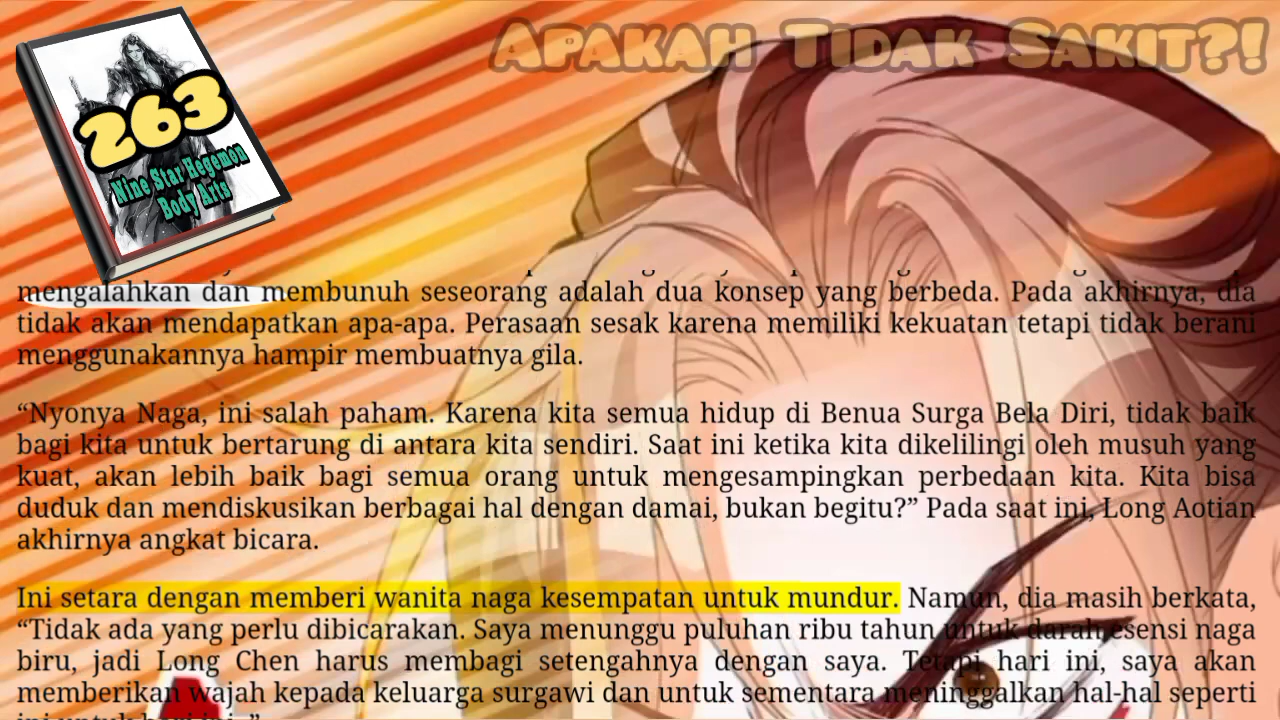 Apakah Tidak Sakit?!
263
Nine Star Hegemon
Body Arts
mengalahkan dan membunuh seseorang adalah dua konsep yang berbeda. Pada akhirnya, dia
tidak akan mendapatkan apa-apa. Perasaan sesak karena memiliki kekuatan tetapi tidak berani
menggunakannya hampir membuatnya gila.
“Nyonya Naga, ini salah paham. Karena kita semua hidup di Benua Surga Bela Diri, tidak baik
bagi kita untuk bertarung di antara kita sendiri. Saat ini ketika kita dikelilingi oleh musuh yang
kuat, akan lebih baik bagi semua orang untuk mengesampingkan perbedaan kita. Kita bisa
duduk dan mendiskusikan berbagai hal dengan damai, bukan begitu?” Pada saat ini, Long Aotian
akhirnya angkat bicara.
Ini setara dengan memberi wanita naga kesempatan untuk mundur. Namun, dia masih berkata,
“Tidak ada yang perlu dibicarakan. Saya menunggu puluhan ribu tahun untuk darah esensi naga
biru, jadi Long Chen harus membagi setengahnya dengan saya. Tetapi hari ini, saya akan
memberikan wajah kepada keluarga surgawi dan untuk sementara meninggalkan hal-hal seperti